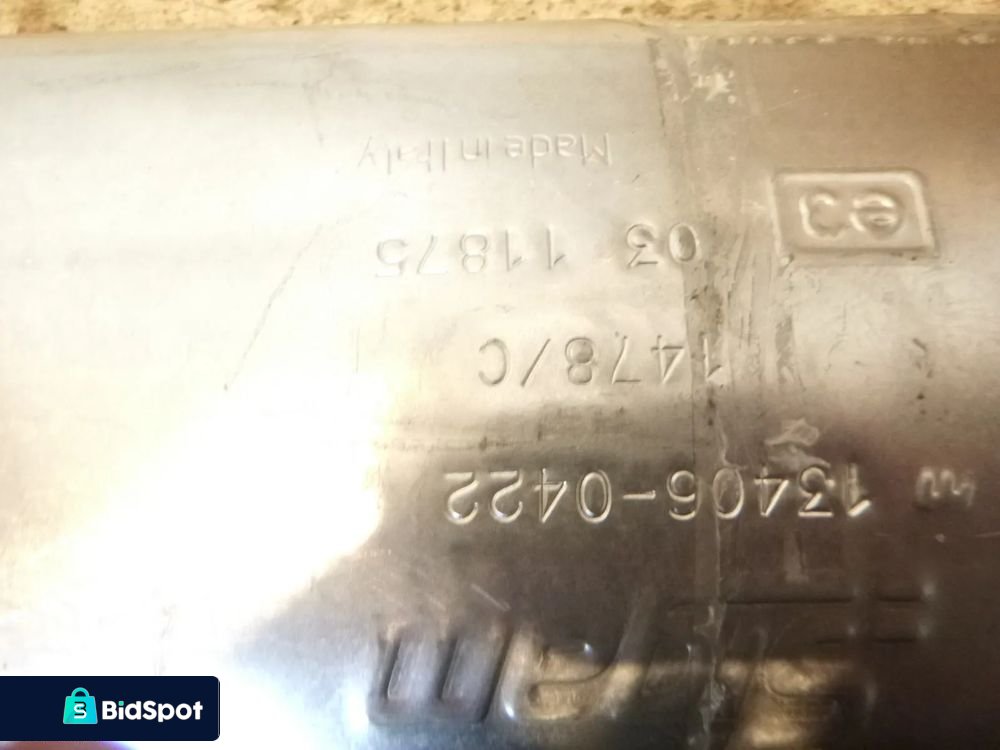 13406-0422
1478/C
03 11875
e3
Made in Italy
BidSpot